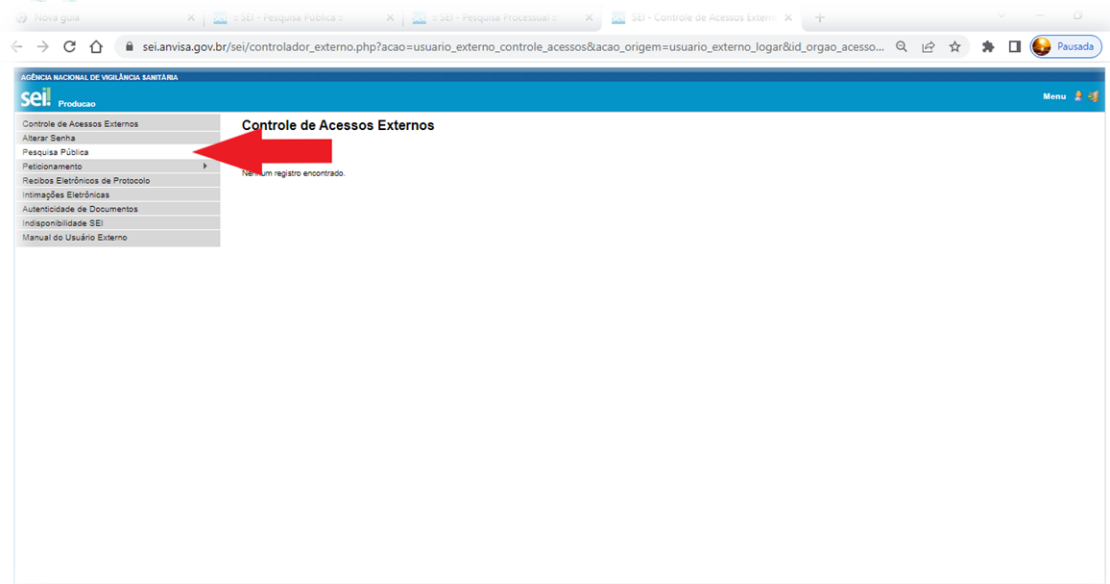 Nova guia
:: SEI - Pesquisa Pública ::
:: SEI - Pesquisa Processual ::
SEI - Controle de Acessos Extern
sei.anvisa.gov.br/sei/controlador_externo.php?acao=usuario_externo_controle_acessos&acao_origem=usuario_externo_logar&id_orgao_acesso...
Pausada
AGÊNCIA NACIONAL DE VIGILÂNCIA SANITÁRIA
sei! Producao
Menu
Controle de Acessos Externos
Alterar Senha
Pesquisa Pública
Peticionamento
Recibos Eletrônicos de Protocolo
Intimações Eletrônicas
Autenticidade de Documentos
Indisponibilidade SEI
Manual do Usuário Externo
Controle de Acessos Externos
registro encontrado.